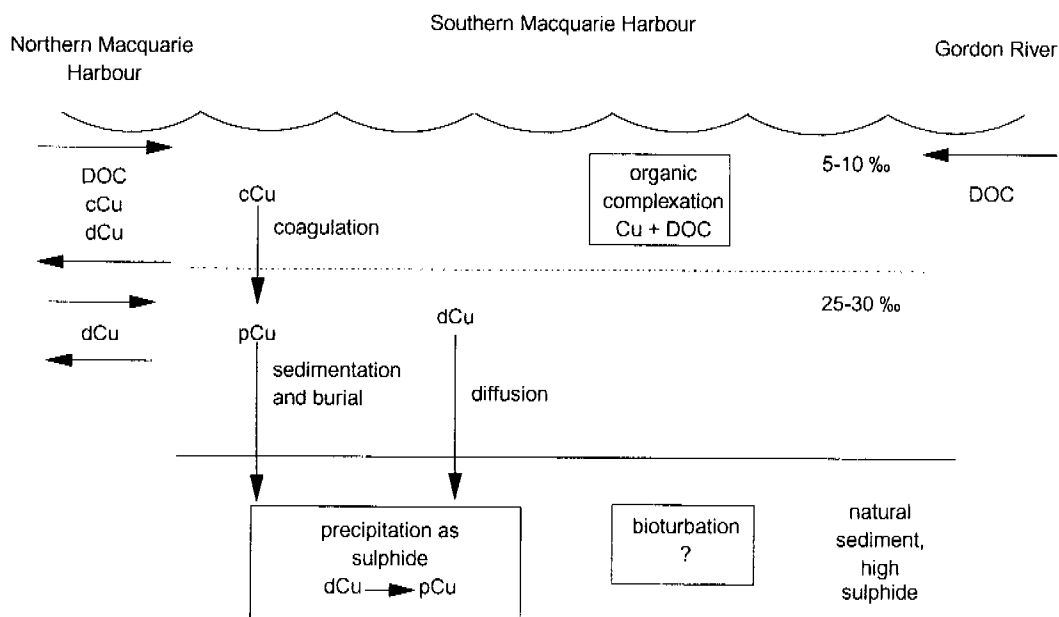 Southern Macquarie Harbour
Northern Macquarie
Harbour
Gordon River
DOC
cCu
dCu
cCu
coagulation
organic
complexation
Cu + DOC
5-10 ‰
DOC
25-30 ‰
dCu
pCu
dCu
sedimentation
and burial
diffusion
precipitation as
sulphide
dCu pCu
bioturbation
?
natural
sediment,
high
sulphide